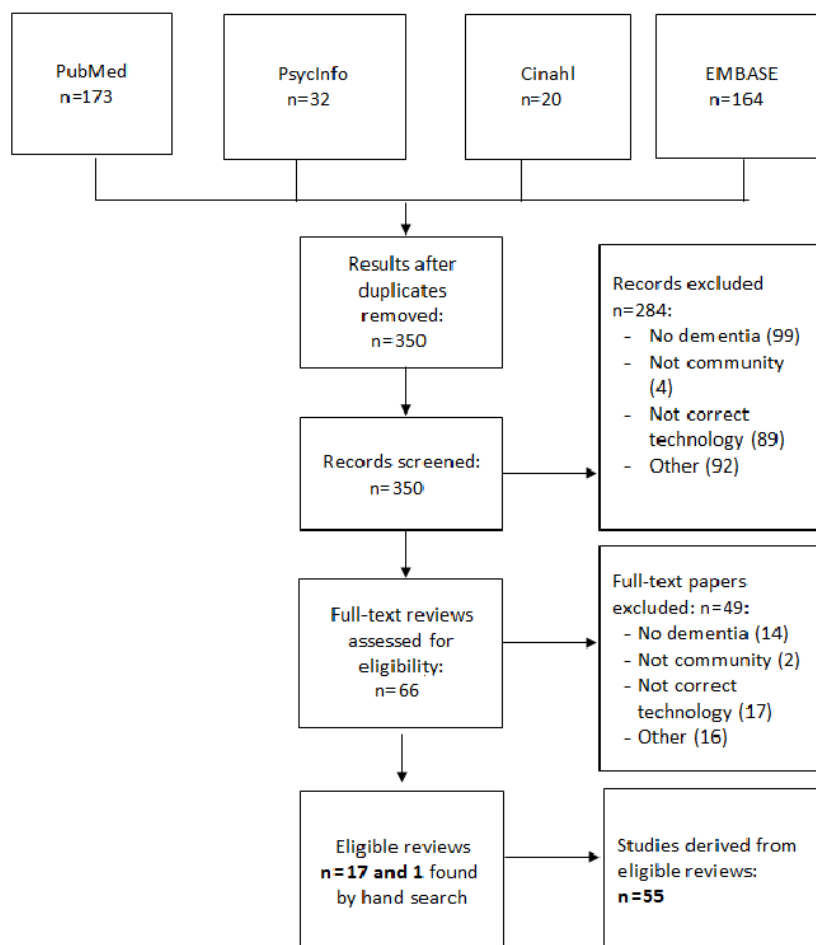 PubMed
n=173
PsycInfo
n=32
Cinahl
n=20
EMBASE
n=164
Results after
duplicates
removed:
n=350
Records excluded
n=284:
- No dementia (99)
- Not community
(4)
- Not correct
technology (89)
- Other (92)
Records screened:
n=350
Full-text reviews
assessed for
eligibility:
n=66
Full-text papers
excluded: n=49:
- No dementia (14)
- Not community (2)
- Not correct
technology (17)
- Other (16)
Eligible reviews
n=17 and 1 found
by hand search
Studies derived from
eligible reviews:
n=55